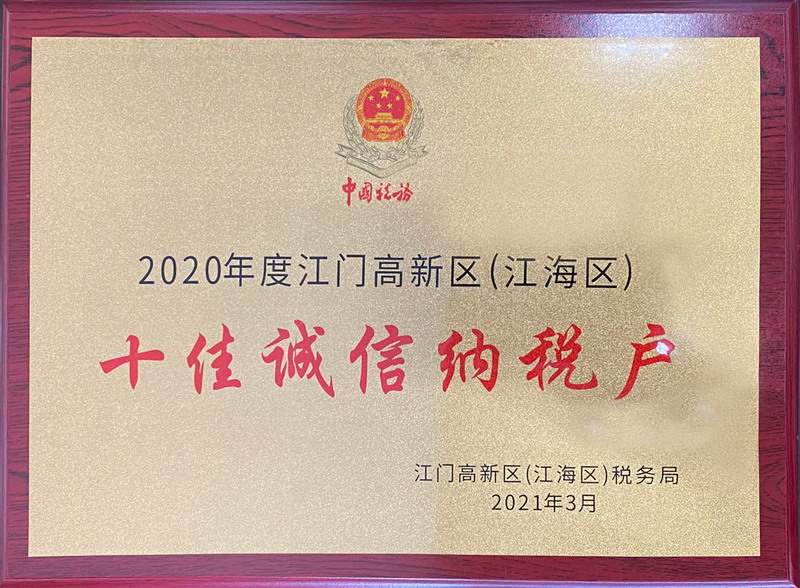 中国税务
2020年度江门高新区(江海区)
十佳诚信纳税户
江门高新区(江海区)税务局
2021年3月